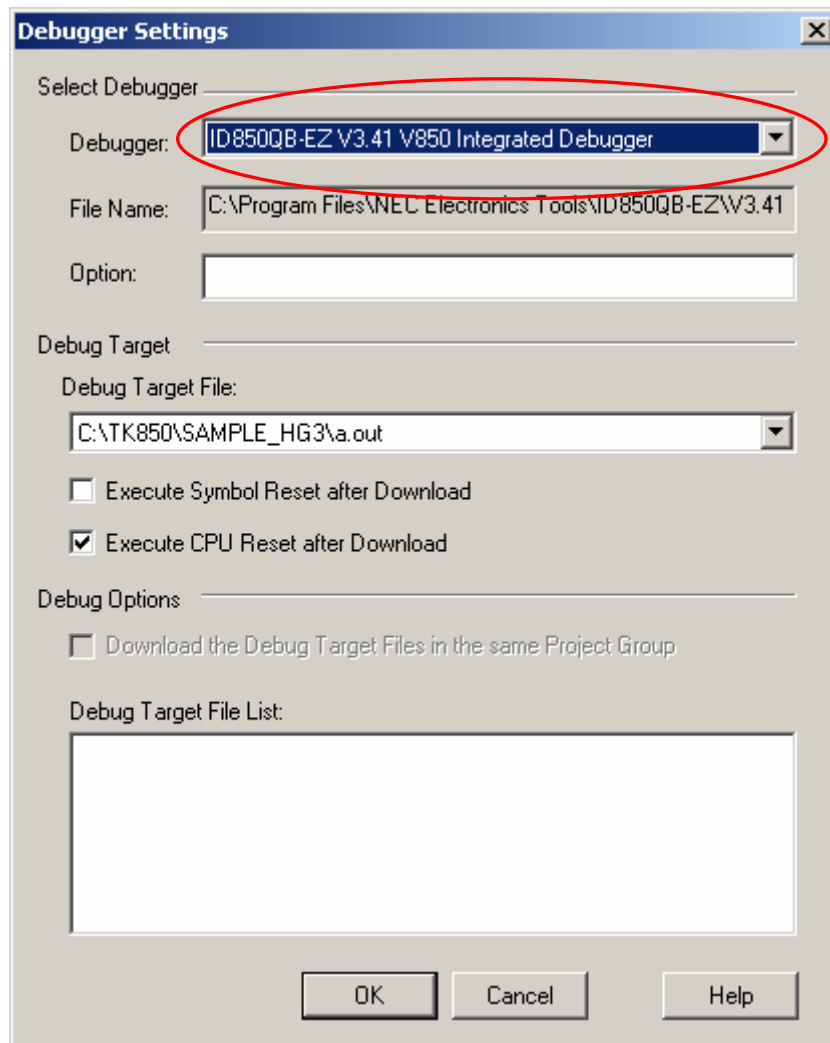 Debugger Settings
Select Debugger
Debugger: ID850QB-EZ V3.41 V850 Integrated Debugger
File Name: C:\Program Files\NEC Electronics Tools\ID850QB-EZ\V3.41
Option:
Debug Target
Debug Target File:
C:\TK850\SAMPLE_HG3\a.out
Execute Symbol Reset after Download
Execute CPU Reset after Download
Debug Options
Download the Debug Target Files in the same Project Group
Debug Target File List:
OK Cancel Help